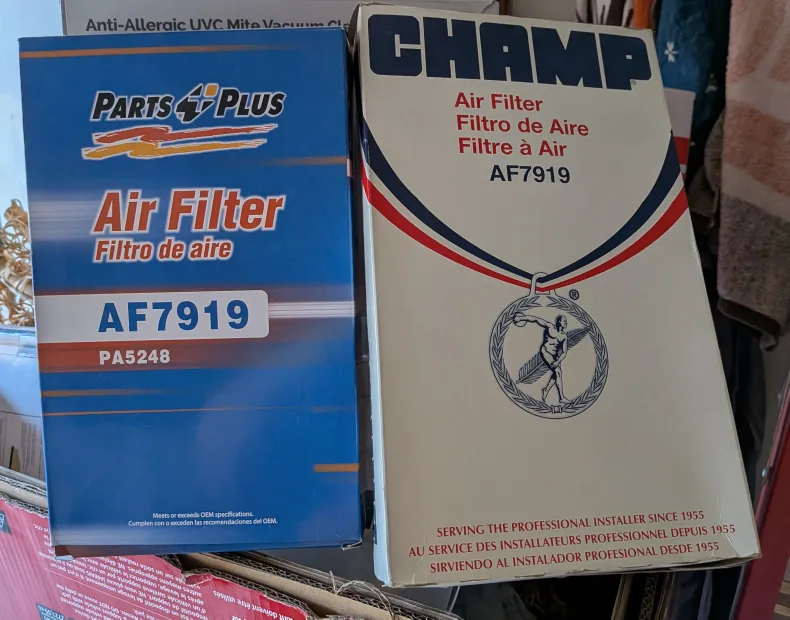 Anti-Allergic UVC Mite Vacuum Cle
PARTS PLUS
Air Filter
Filtro de aire
AF7919
PA5248
Meets or exceeds OEM specifications.
Cumplen con o exceden las recomendaciones del OEM.
CHAMP
Air Filter
Filtro de Aire
Filtre à Air
AF7919
®
SERVING THE PROFESSIONAL INSTALLER SINCE 1955
AU SERVICE DES INSTALLATEURS PROFESSIONNEL DEPUIS 1955
SIRVIENDO AL INSTALADOR PROFESIONAL DESDE 1955